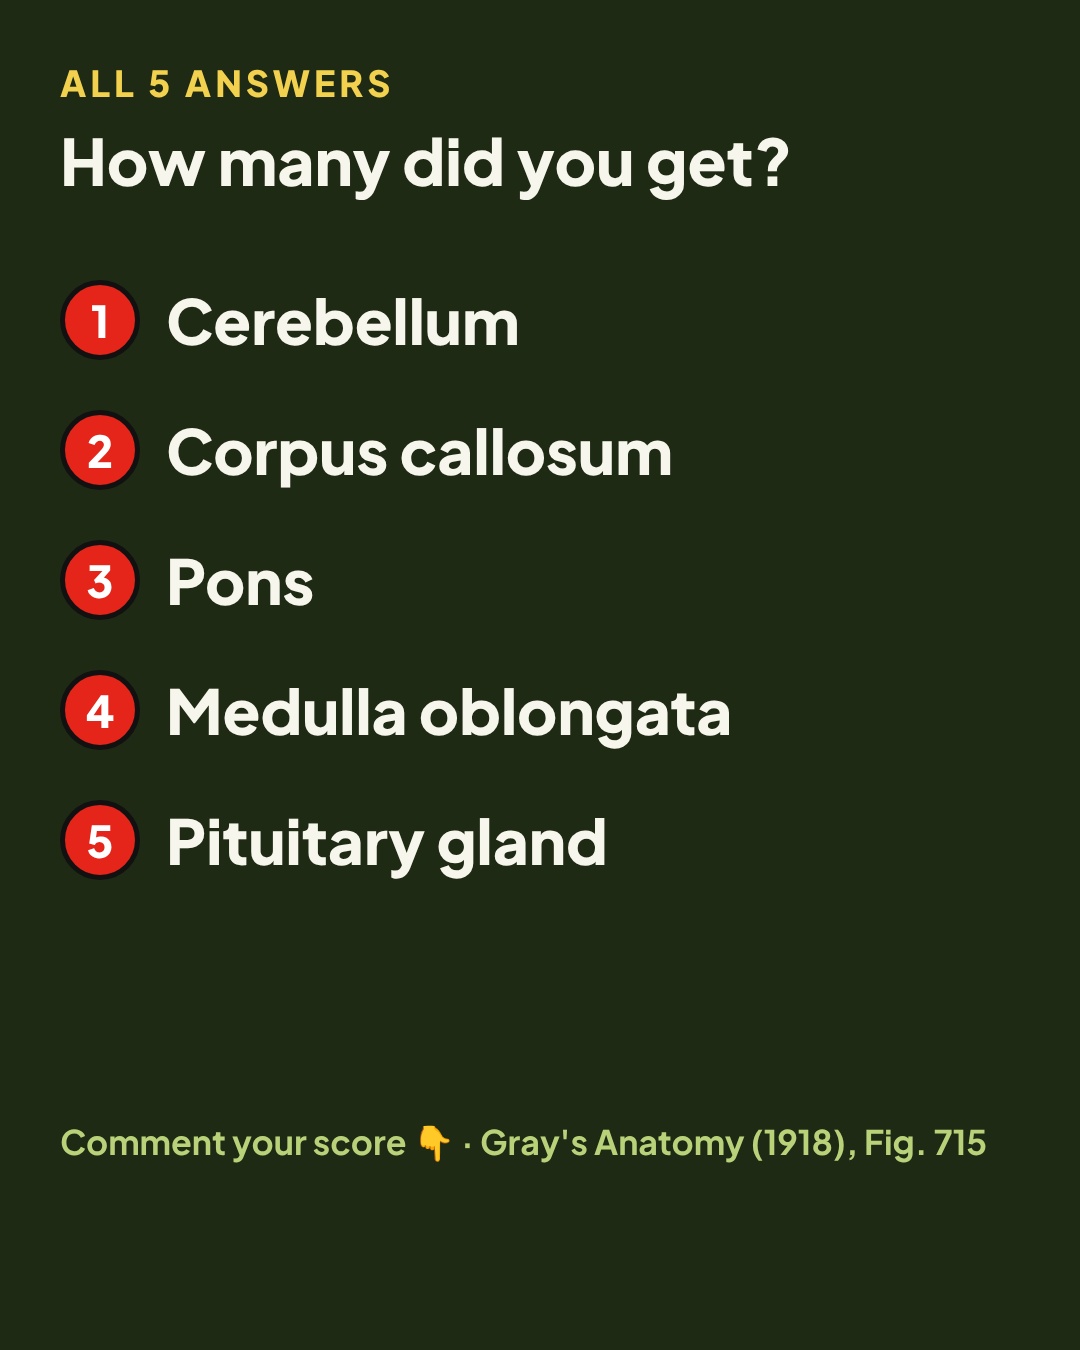 ALL 5 ANSWERS
How many did you get?
1 Cerebellum
2 Corpus callosum
3 Pons
4 Medulla oblongata
5 Pituitary gland
Comment your score 👇 · Gray's Anatomy (1918), Fig. 715